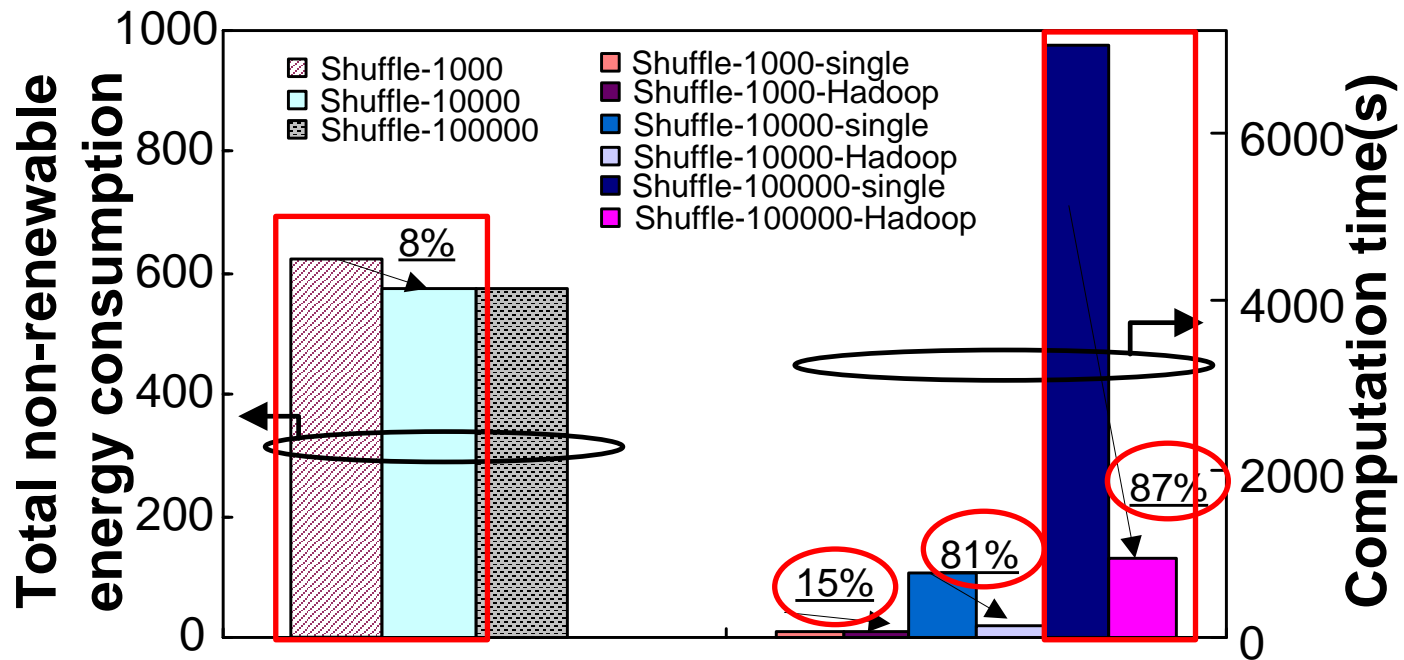 Total non-renewable
energy consumption
1000
800
600
400
200
0
Shuffle-1000
Shuffle-10000
Shuffle-100000
Shuffle-1000-single
Shuffle-1000-Hadoop
Shuffle-10000-single
Shuffle-10000-Hadoop
Shuffle-100000-single
Shuffle-100000-Hadoop
8%
15%
81%
87%
6000
4000
2000
0
Computation time(s)